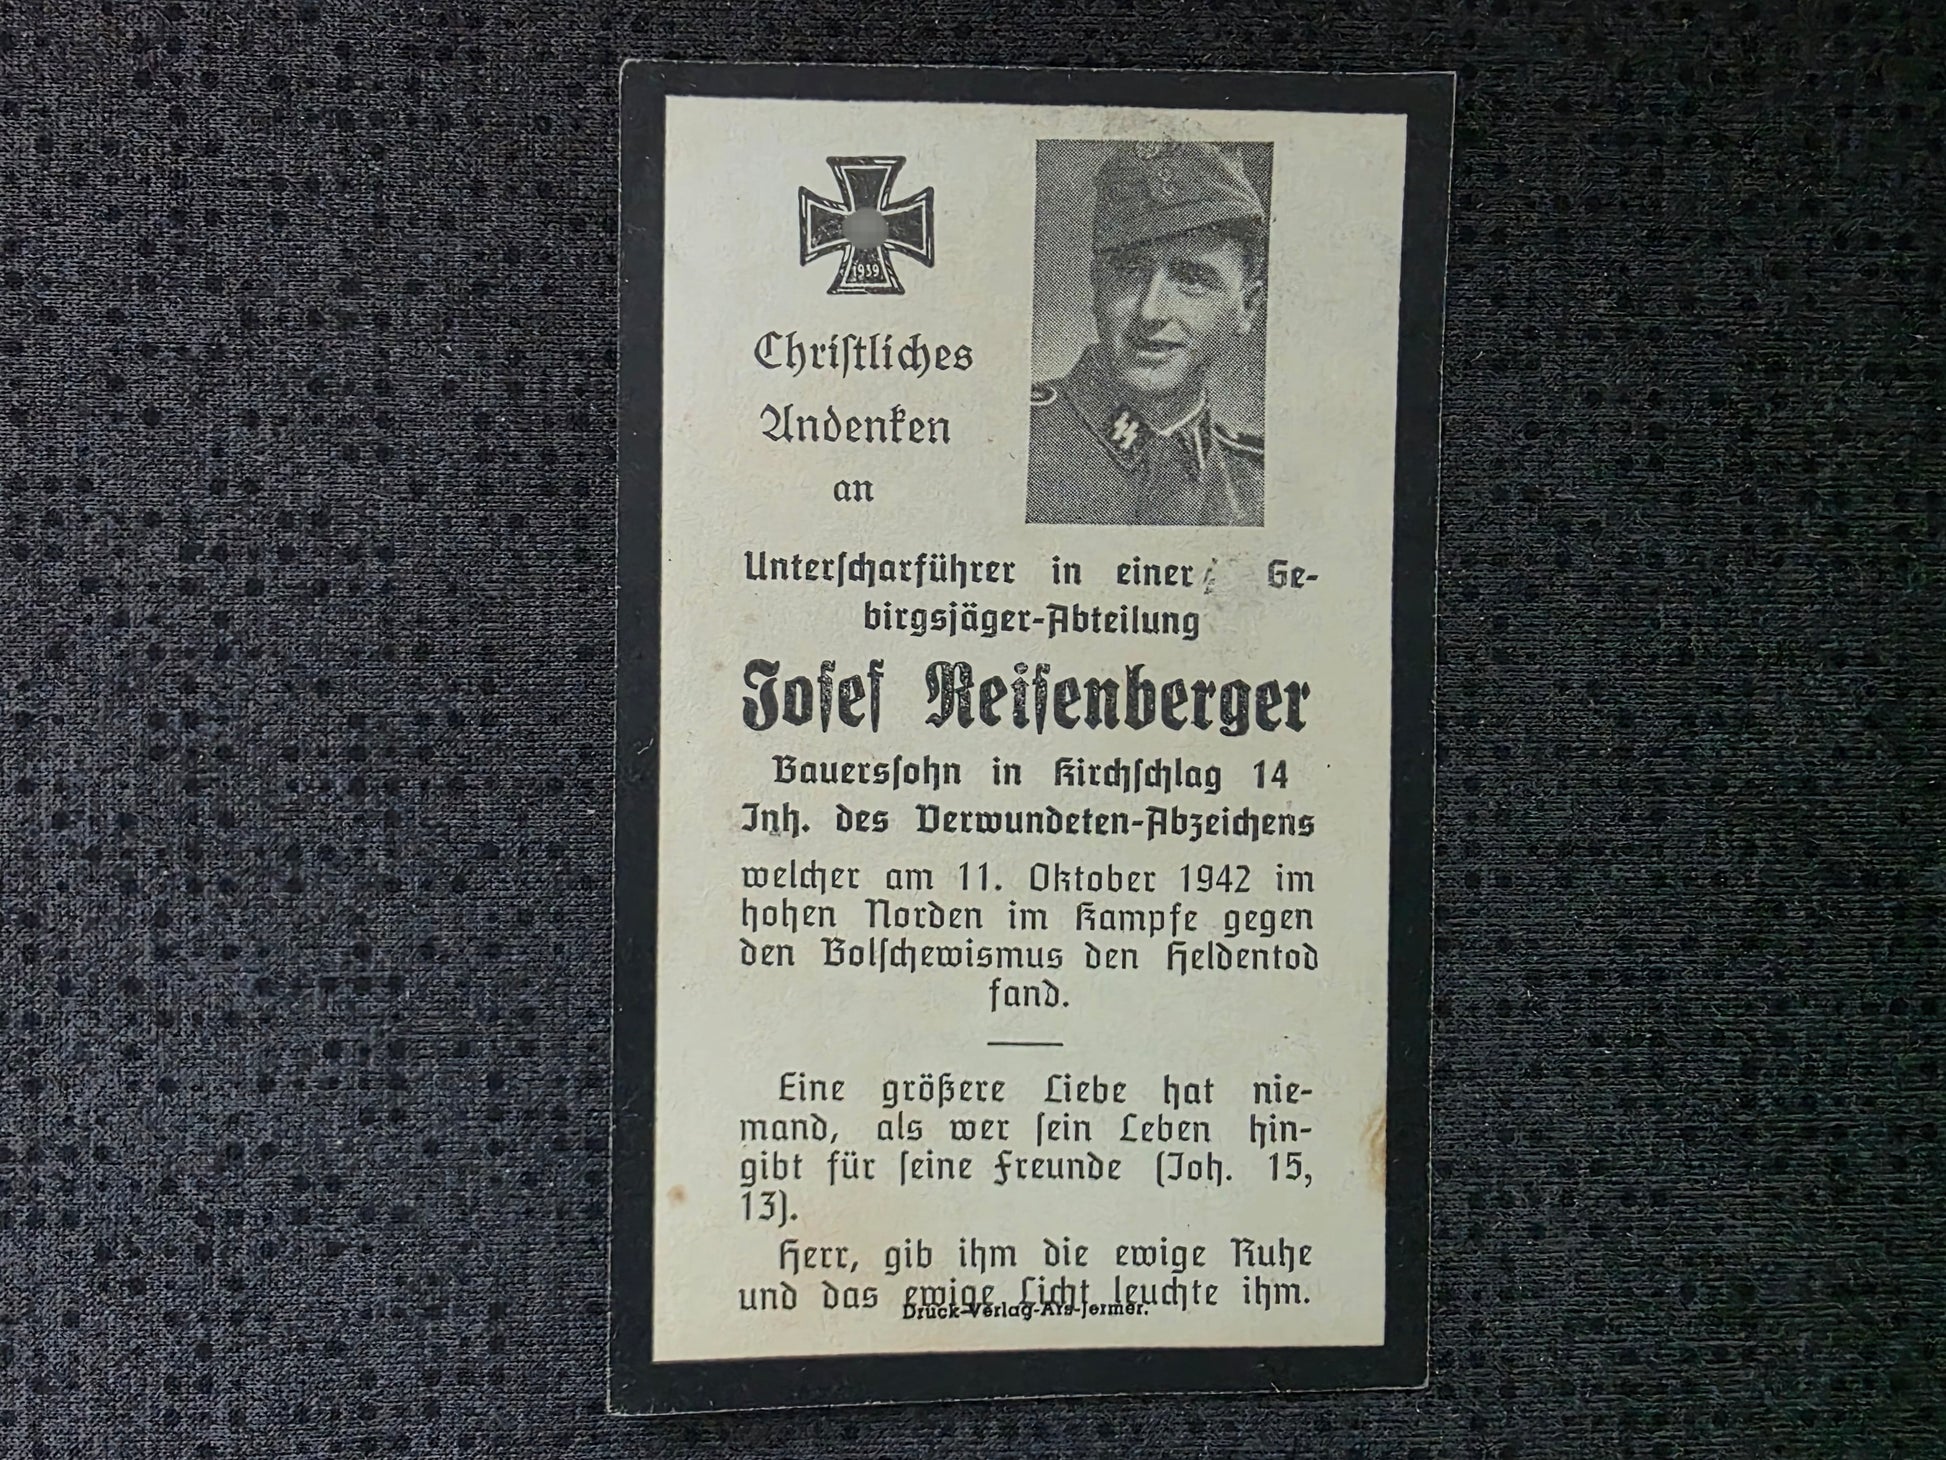 1939
Chriſtliches
Andenken
an
Unterſcharführer in einer Ge-
birgsjäger-Abteilung
Joſef Reiſenberger
Bauersſohn in Kirchſchlag 14
Inh. des Verwundeten-Abzeichens
welcher am 11. Oktober 1942 im
hohen Norden im Kampfe gegen
den Bolſchewismus den Heldentod
fand.
Eine größere Liebe hat nie-
mand, als wer ſein Leben hin-
gibt für ſeine Freunde (Joh. 15,
13).
Herr, gib ihm die ewige Ruhe
und das ewige Licht leuchte ihm.
Druck-Verlag-Ars-Jermer.